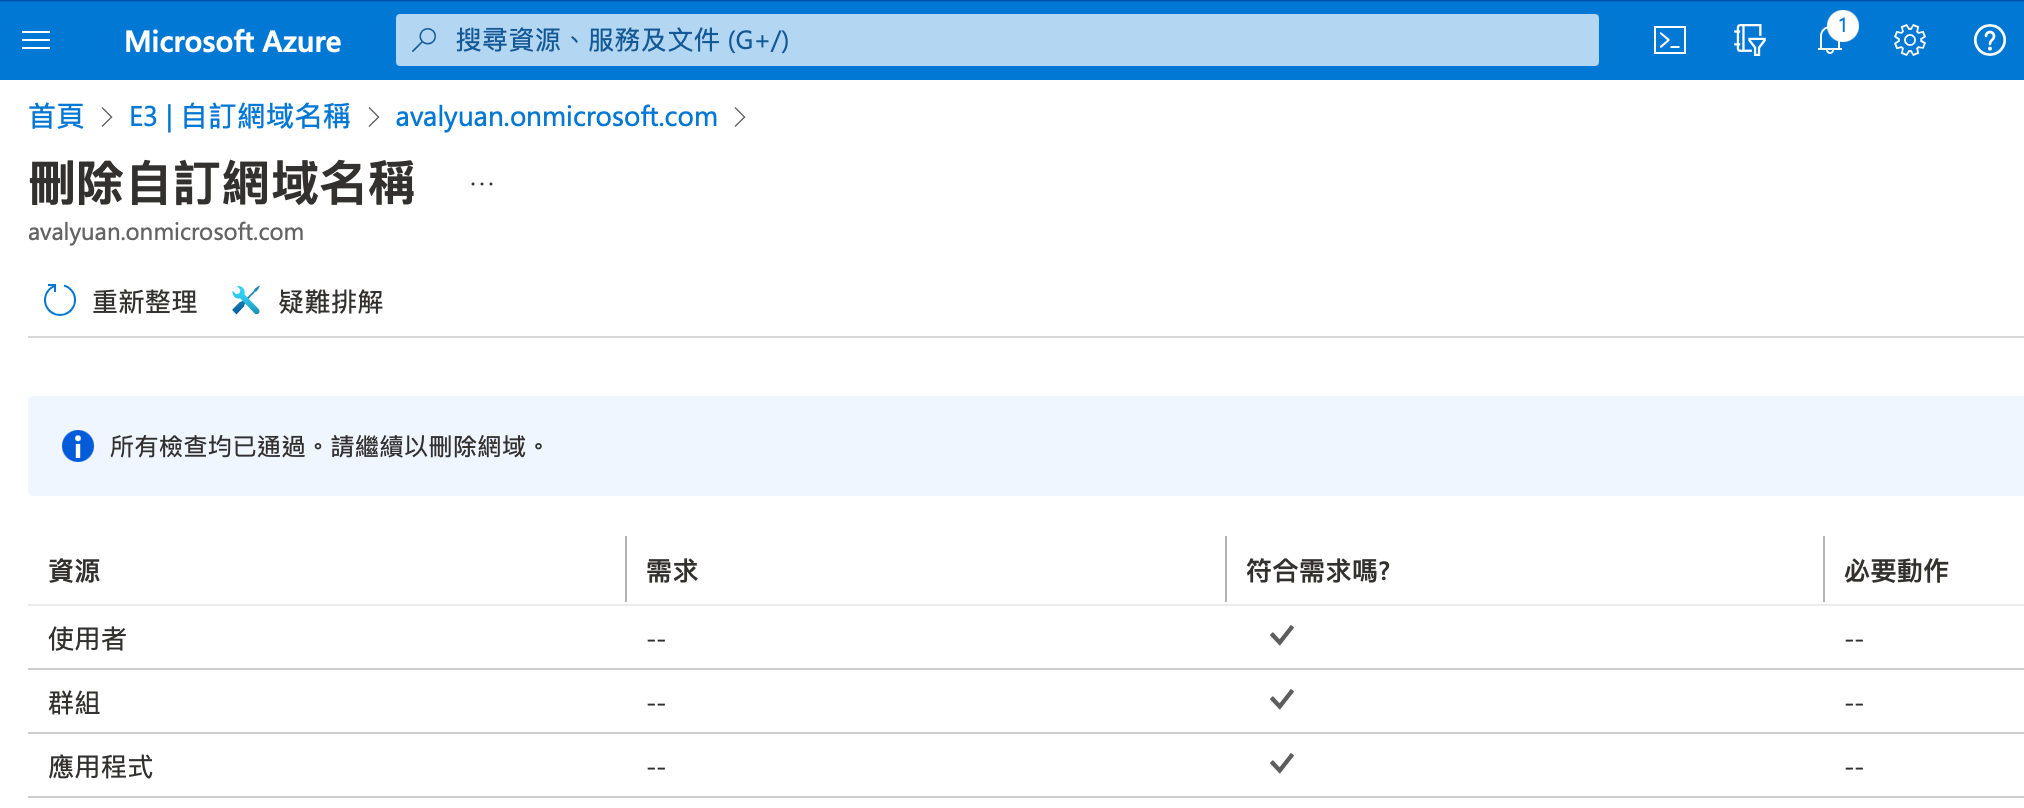 Microsoft Azure
搜尋資源、服務及文件 (G+/)
1
首頁 > E3 | 自訂網域名稱 > avalyuan.onmicrosoft.com >
刪除自訂網域名稱 ...
avalyuan.onmicrosoft.com
重新整理 疑難排解
所有檢查均已通過。請繼續以刪除網域。
資源 需求 符合需求嗎? 必要動作
使用者 -- ✓ --
群組 -- ✓ --
應用程式 -- ✓ --